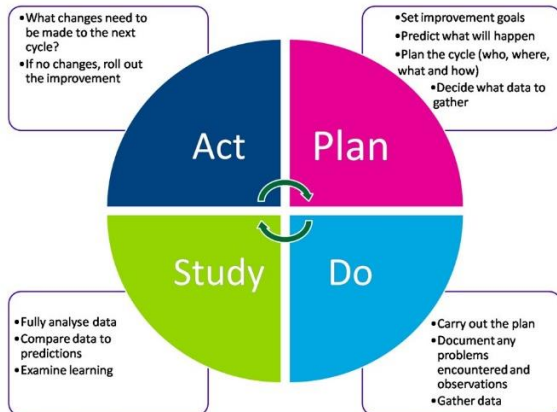 •What changes need to
be made to the next
cycle?
•If no changes, roll out
the improvement
•Set improvement goals
•Predict what will happen
•Plan the cycle (who, where,
what and how)
•Decide what data to
gather
Act
Plan
Study
Do
•Fully analyse data
•Compare data to
predictions
•Examine learning
•Carry out the plan
•Document any
problems
encountered and
observations
•Gather data